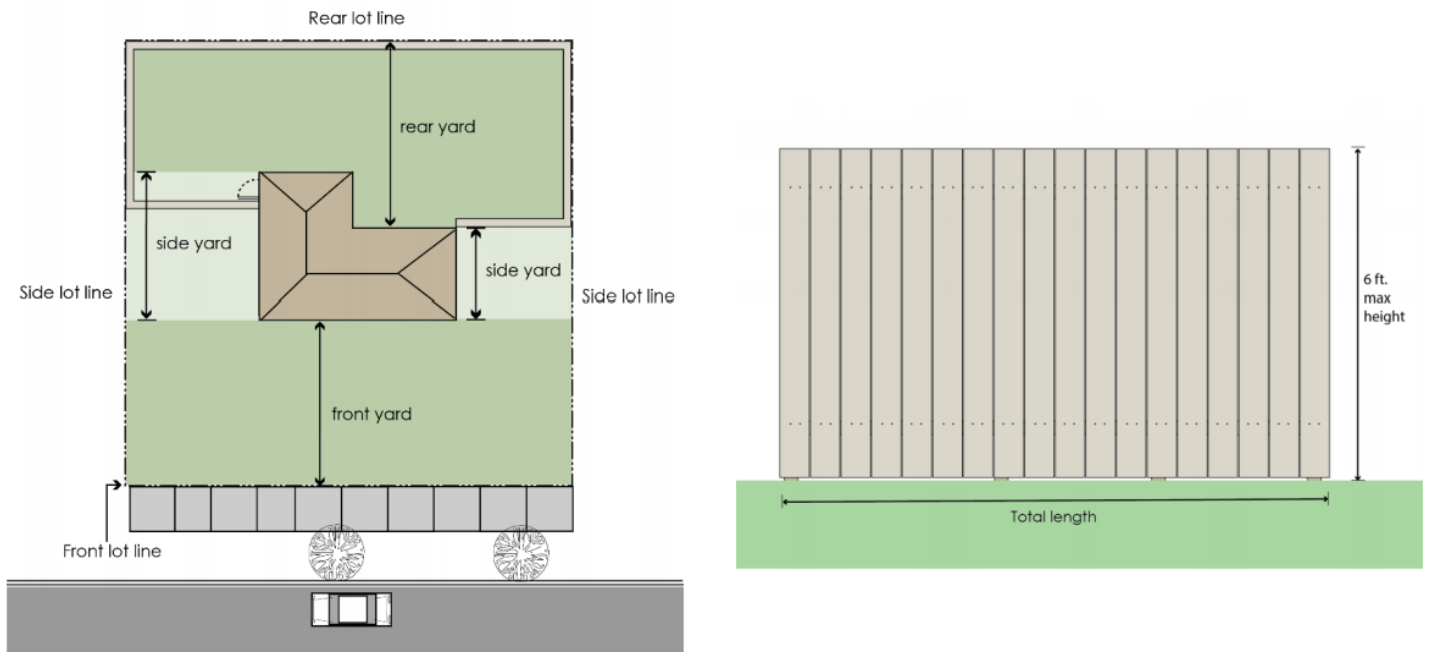 Rear lot line
rear yard
side yard
side yard
Side lot line
Side lot line
front yard
Front lot line
6 ft.
max
height
Total length